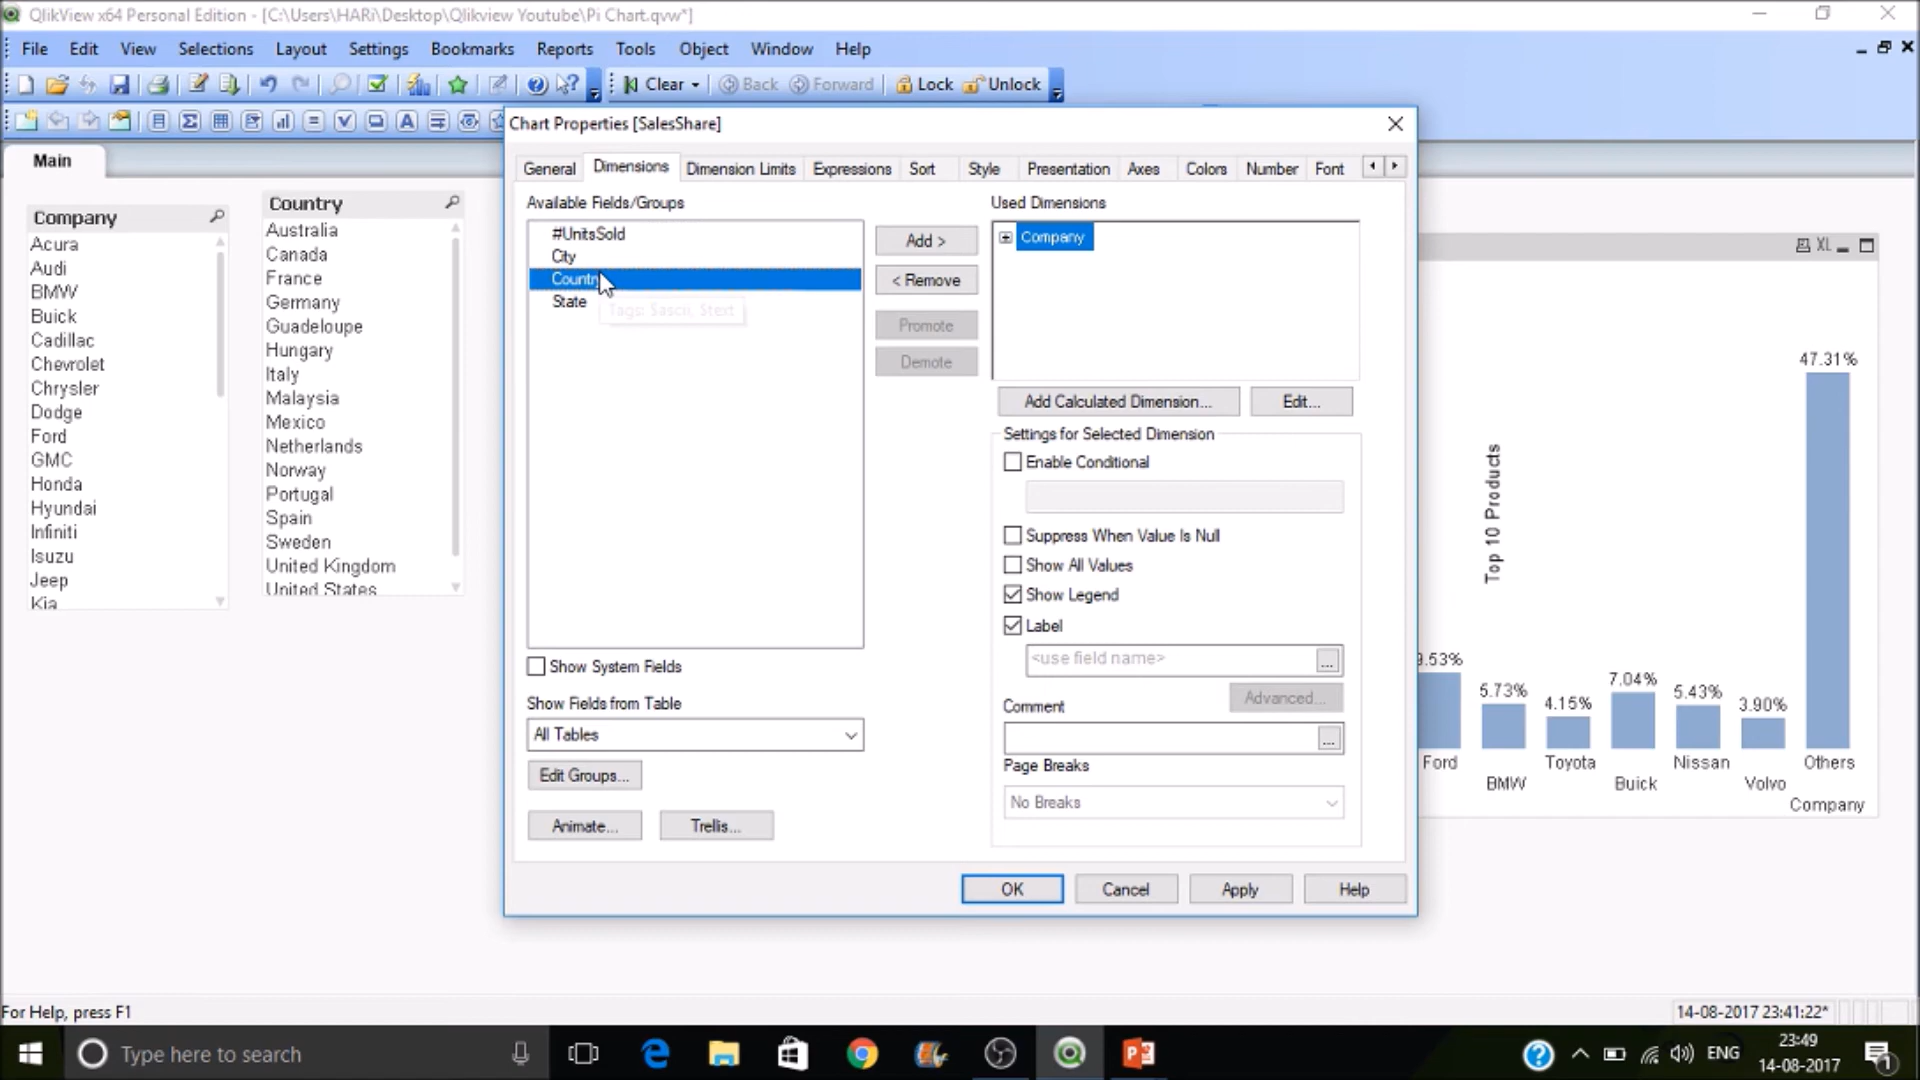 QlikView x64 Personal Edition - [C:\Users\HARi\Desktop\Qlikview Youtube\Pi Chart.qvw*]
File Edit View Selections Layout Settings Bookmarks Reports Tools Object Window Help
Clear Back Forward Lock Unlock
Main
Company
Acura
Audi
BMW
Buick
Cadillac
Chevrolet
Chrysler
Dodge
Ford
GMC
Honda
Hyundai
Infiniti
Isuzu
Jeep
Kia
Country
Australia
Canada
France
Germany
Guadeloupe
Hungary
Italy
Malaysia
Mexico
Netherlands
Norway
Portugal
Spain
Sweden
United Kingdom
United States
Chart Properties [SalesShare]
General Dimensions Dimension Limits Expressions Sort Style Presentation Axes Colors Number Font
Available Fields/Groups
#UnitsSold
City
Country
State
Tags: $ascii, $text
Add >
< Remove
Promote
Demote
Used Dimensions
Company
Add Calculated Dimension... Edit...
Settings for Selected Dimension
Enable Conditional
Suppress When Value Is Null
Show All Values
Show Legend
Label
<use field name> ...
Advanced...
Comment
...
Page Breaks
No Breaks
Show System Fields
Show Fields from Table
All Tables
Edit Groups...
Animate... Trellis...
OK Cancel Apply Help
XL
Top 10 Products
9.53%
5.73%
4.15%
7.04%
5.43%
3.90%
47.31%
Ford
BMW
Toyota
Buick
Nissan
Volvo
Others
Company
For Help, press F1
14-08-2017 23:41:22*
Type here to search
ENG
23:49
14-08-2017
1